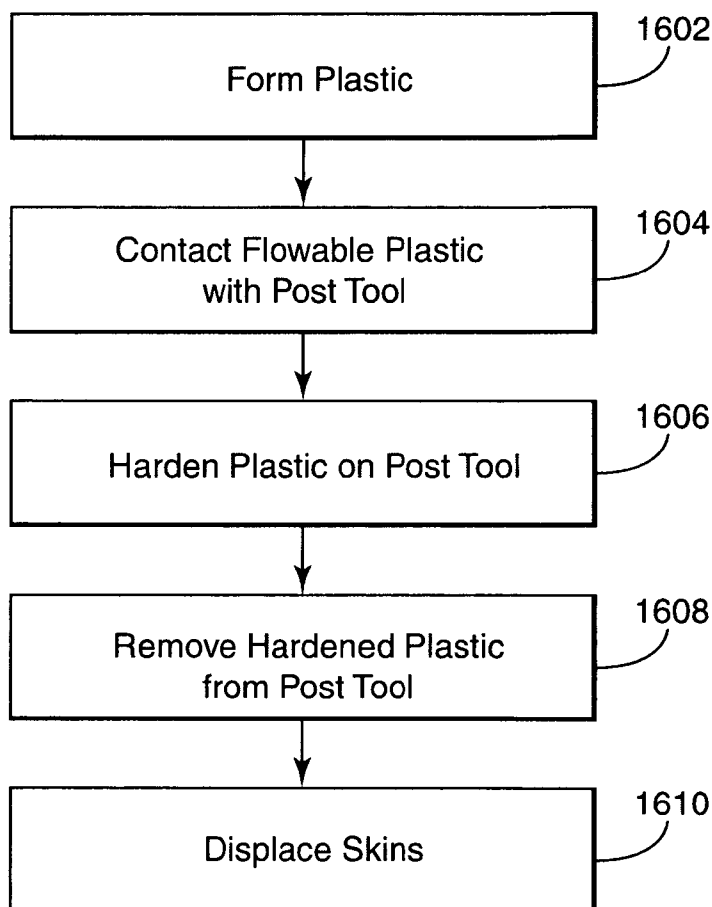 1602
Form Plastic
1604
Contact Flowable Plastic
with Post Tool
1606
Harden Plastic on Post Tool
1608
Remove Hardened Plastic
from Post Tool
1610
Displace Skins